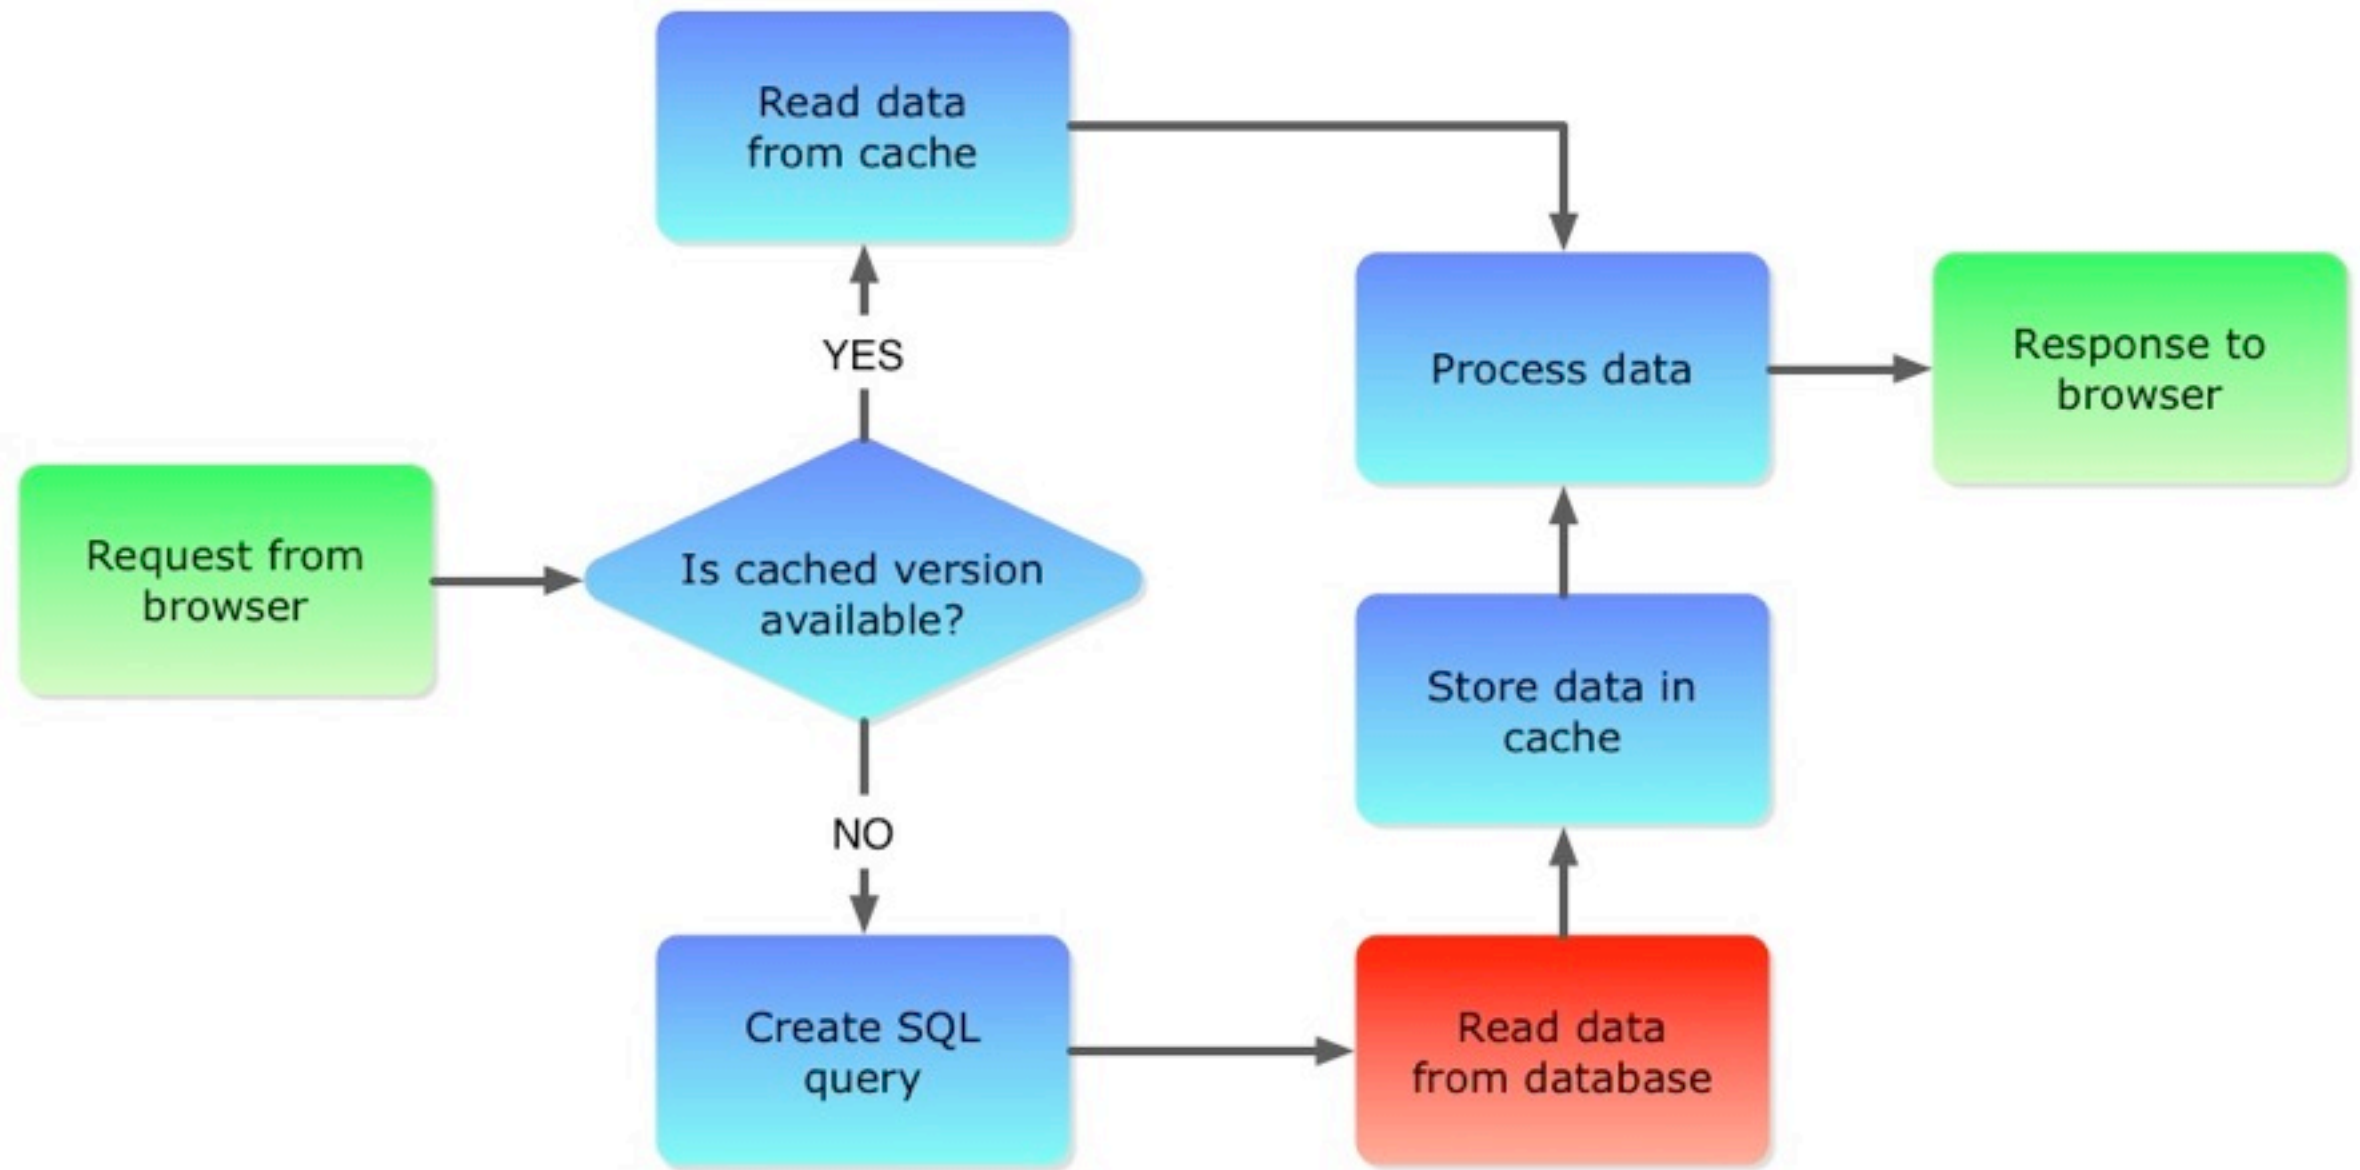 Read data
from cache
YES
Process data
Response to
browser
Request from
browser
Is cached version
available?
Store data in
cache
NO
Create SQL
query
Read data
from database